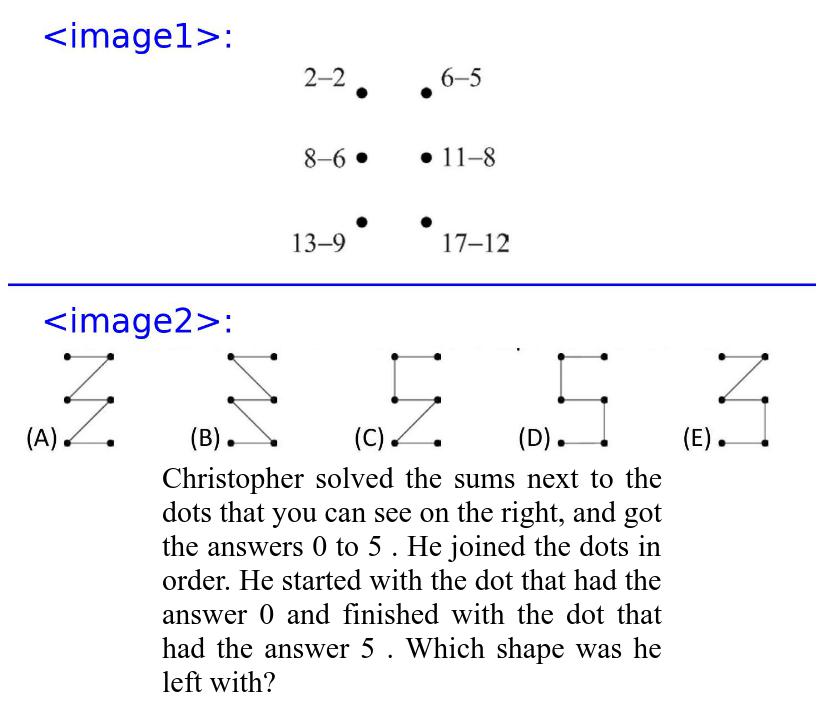 <image1>:
2–2 6–5
8–6 11–8
13–9 17–12
<image2>:
(A) (B) (C) (D) (E)
Christopher solved the sums next to the
dots that you can see on the right, and got
the answers 0 to 5 . He joined the dots in
order. He started with the dot that had the
answer 0 and finished with the dot that
had the answer 5 . Which shape was he
left with?